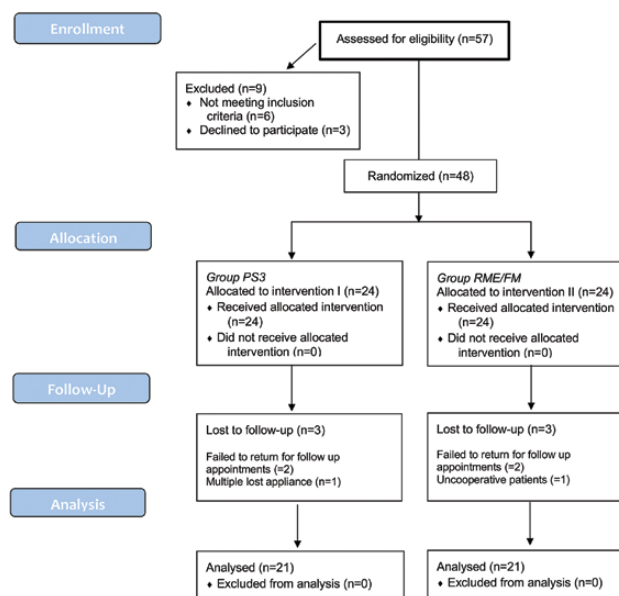 Enrollment
Assessed for eligibility (n=57)
Excluded (n=9)
♦ Not meeting inclusion
criteria (n=6)
♦ Declined to participate (n=3)
Randomized (n=48)
Allocation
Group PS3
Allocated to intervention I (n=24)
♦ Received allocated intervention
(n=24)
♦ Did not receive allocated
intervention (n=0)
Group RME/FM
Allocated to intervention II (n=24)
♦ Received allocated intervention
(n=24)
♦ Did not receive allocated
intervention (n=0)
Follow-Up
Lost to follow-up (n=3)
Failed to return for follow up
appointments (=2)
Multiple lost appliance (n=1)
Lost to follow-up (n=3)
Failed to return for follow up
appointments (=2)
Uncooperative patients (=1)
Analysis
Analysed (n=21)
♦ Excluded from analysis (n=0)
Analysed (n=21)
♦ Excluded from analysis (n=0)